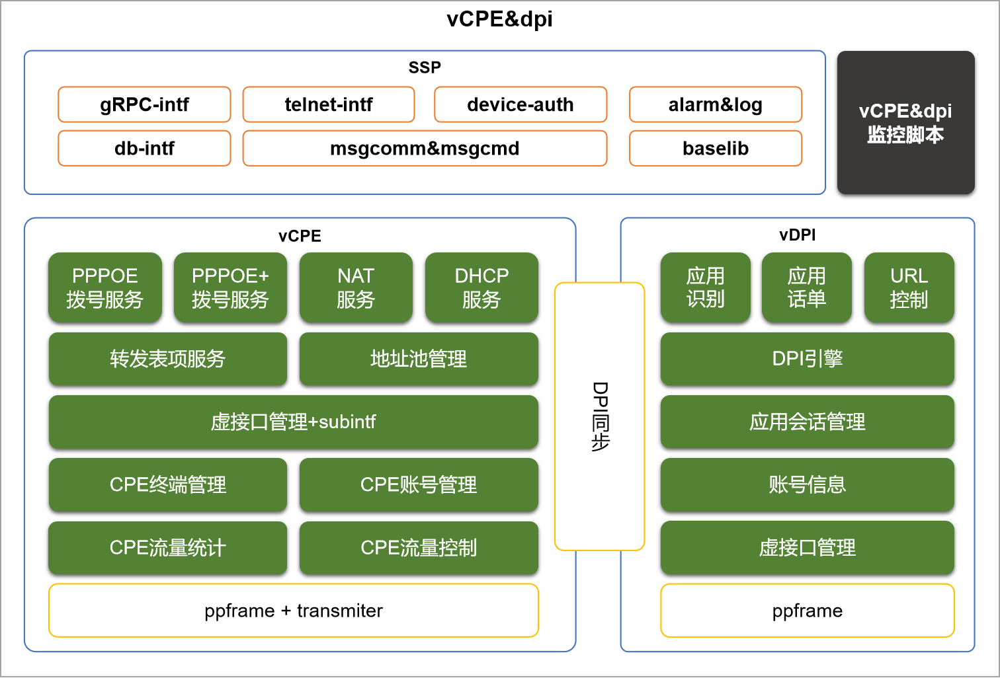 vCPE&dpi
SSP
gRPC-intf
telnet-intf
device-auth
alarm&log
db-intf
msgcomm&msgcmd
baselib
vCPE&dpi
监控脚本
vCPE
PPPOE
拨号服务
PPPOE+
拨号服务
NAT
服务
DHCP
服务
转发表项服务
地址池管理
虚接口管理+subintf
CPE终端管理
CPE账号管理
CPE流量统计
CPE流量控制
ppframe + transmiter
DPI同步
vDPI
应用
识别
应用
话单
URL
控制
DPI引擎
应用会话管理
账号信息
虚接口管理
ppframe